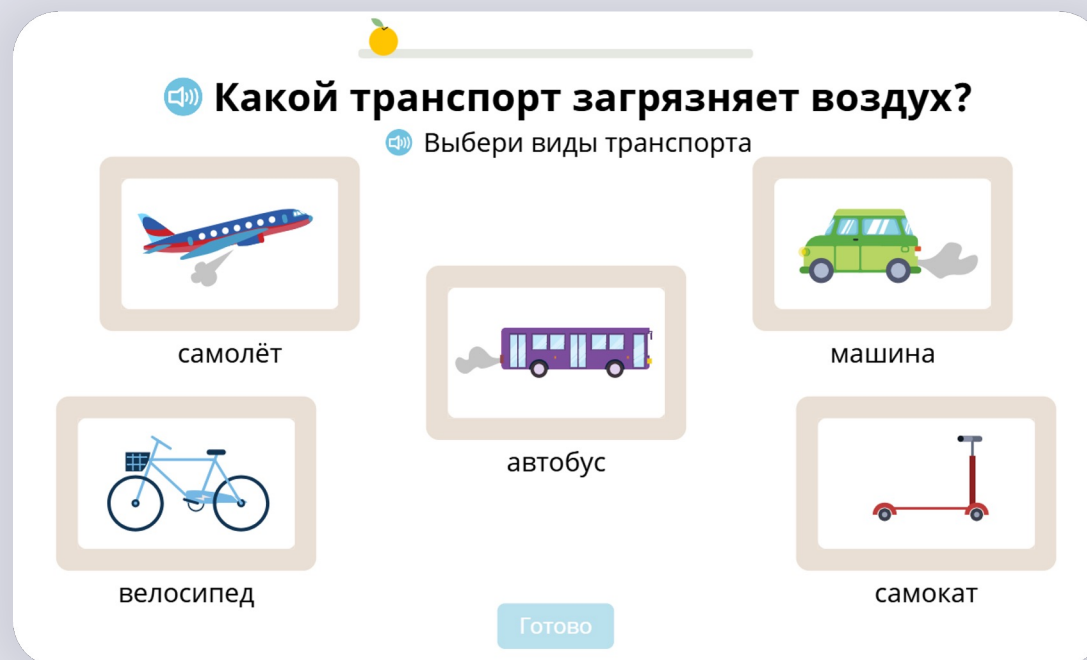 Какой транспорт загрязняет воздух?
Выбери виды транспорта
самолёт
машина
автобус
велосипед
самокат
Готово